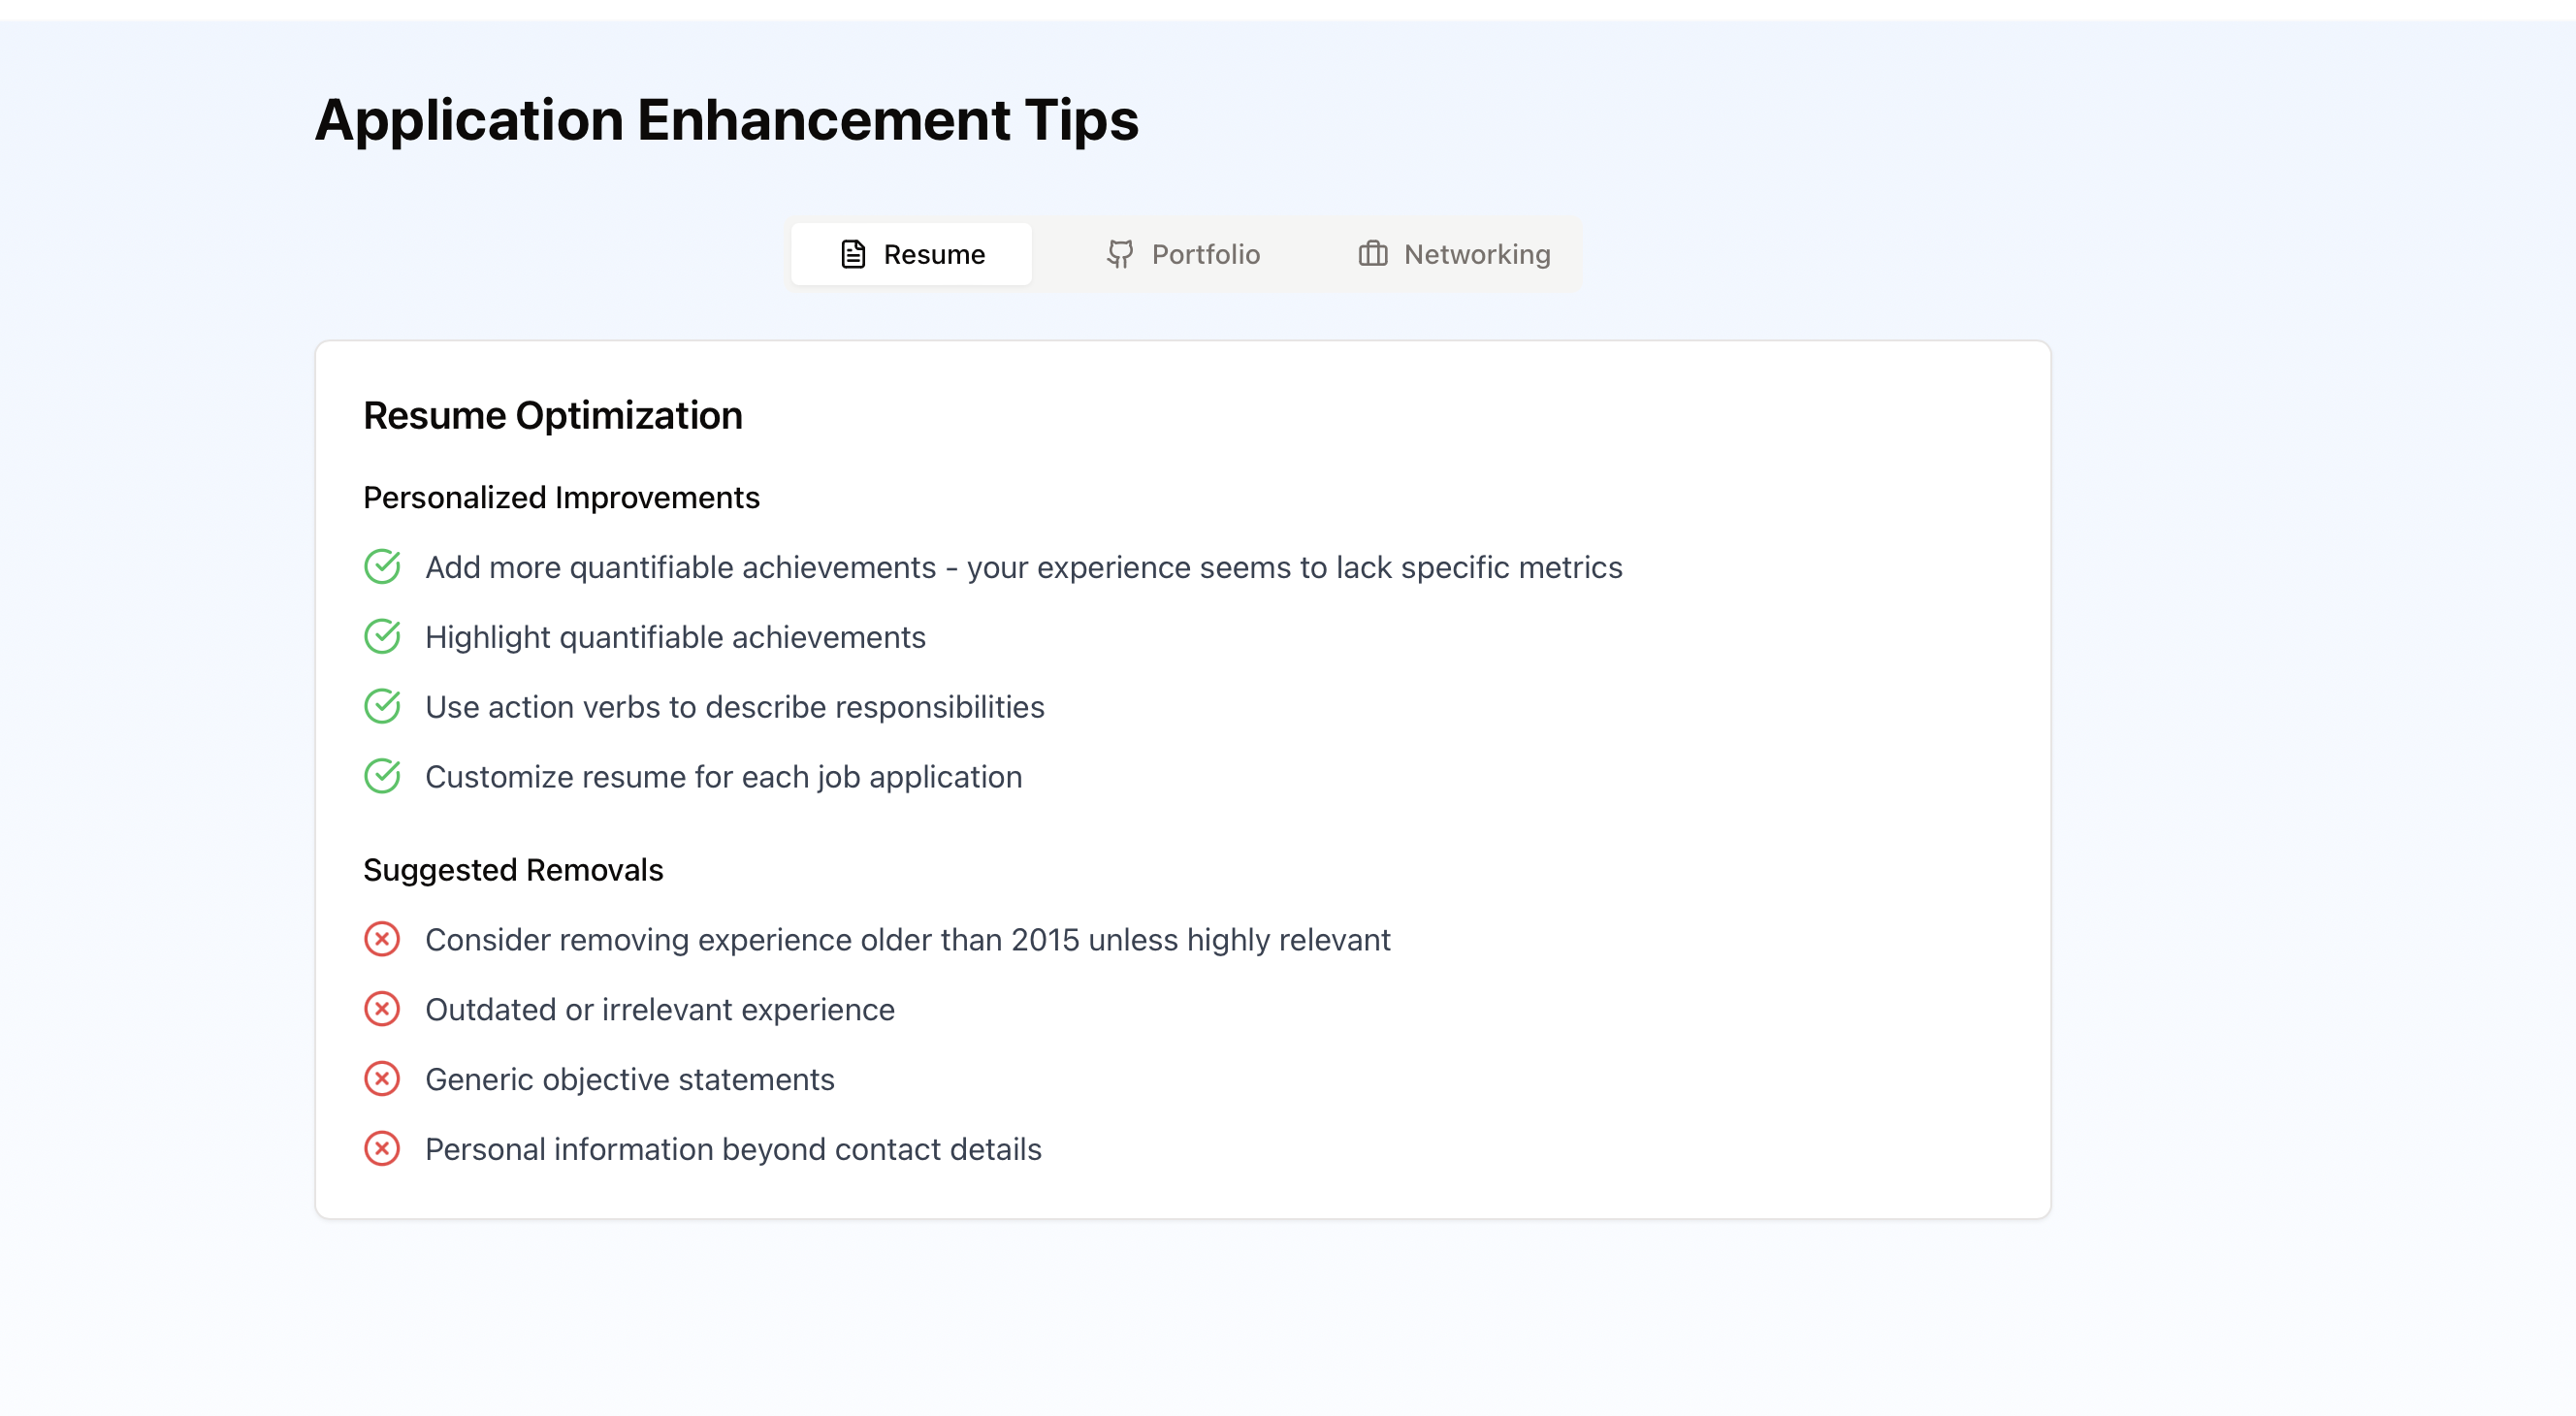 Application Enhancement Tips
Resume
Portfolio
Networking
Resume Optimization
Personalized Improvements
Add more quantifiable achievements - your experience seems to lack specific metrics
Highlight quantifiable achievements
Use action verbs to describe responsibilities
Customize resume for each job application
Suggested Removals
Consider removing experience older than 2015 unless highly relevant
Outdated or irrelevant experience
Generic objective statements
Personal information beyond contact details